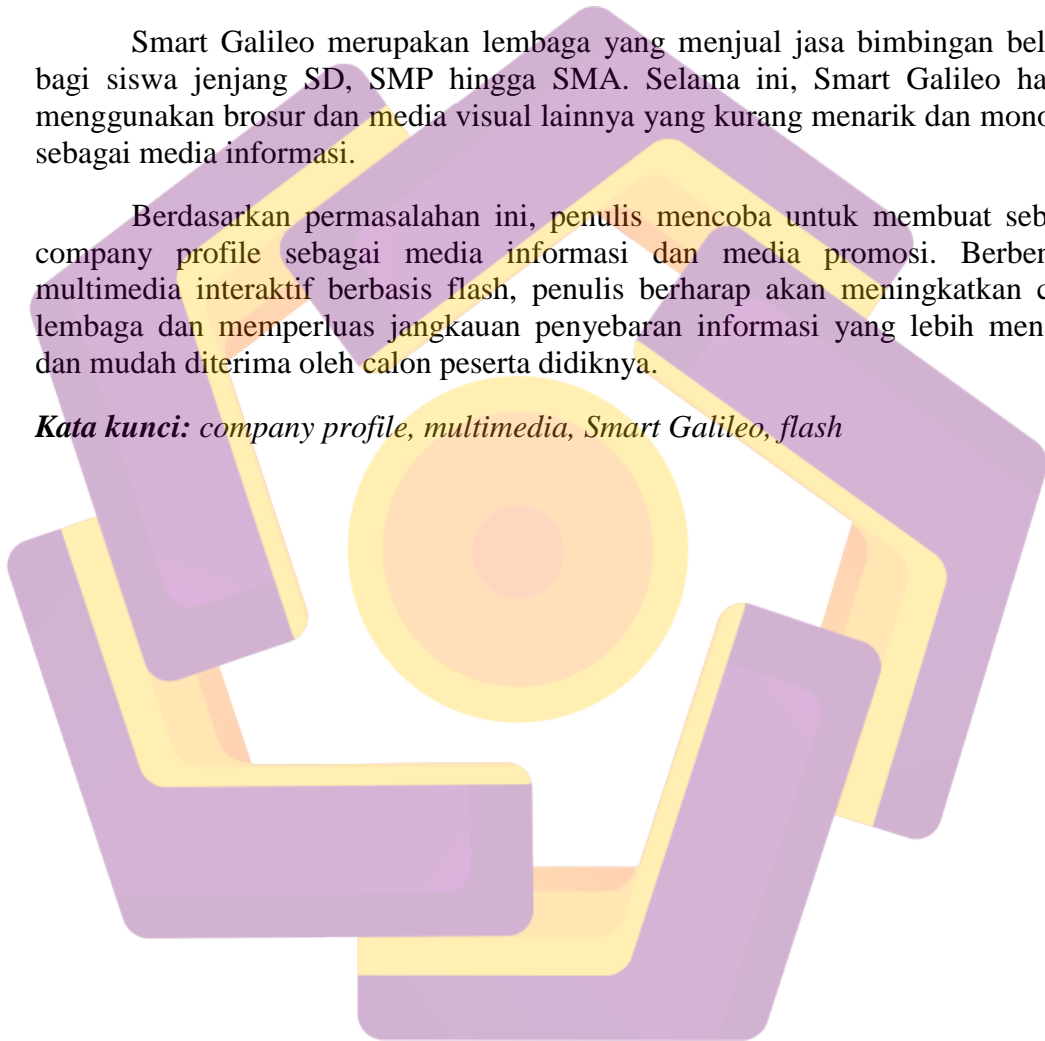 Smart Galileo merupakan lembaga yang menjual jasa bimbingan bel
bagi siswa jenjang SD, SMP hingga SMA. Selama ini, Smart Galileo ha
menggunakan brosur dan media visual lainnya yang kurang menarik dan mono
sebagai media informasi.
Berdasarkan permasalahan ini, penulis mencoba untuk membuat seb
company profile sebagai media informasi dan media promosi. Berben
multimedia interaktif berbasis flash, penulis berharap akan meningkatkan c
lembaga dan memperluas jangkauan penyebaran informasi yang lebih men
dan mudah diterima oleh calon peserta didiknya.
Kata kunci: company profile, multimedia, Smart Galileo, flash